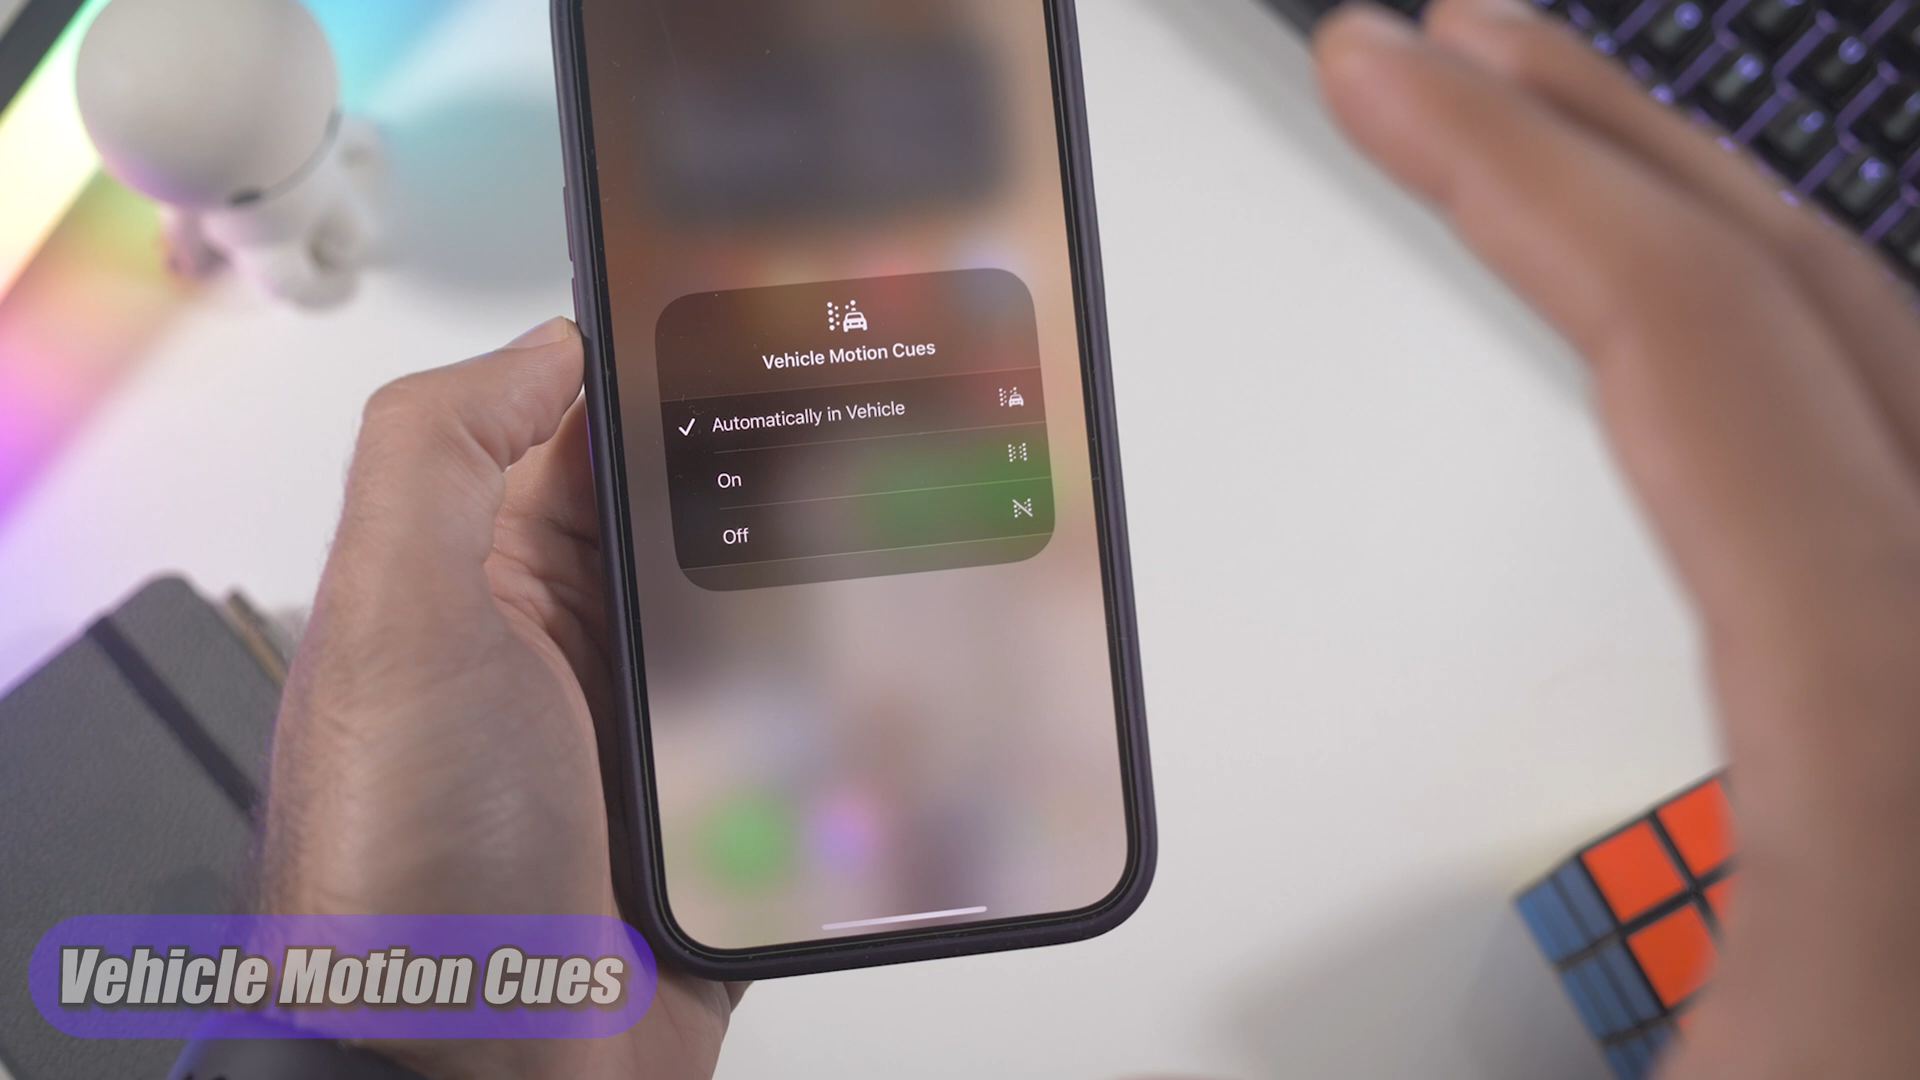 Vehicle Motion Cues
Automatically in Vehicle
On
Off
Vehicle Motion Cues